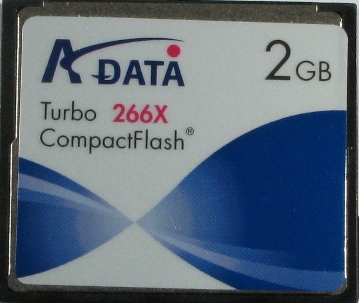 A DATA
2GB
Turbo 266X
CompactFlash®